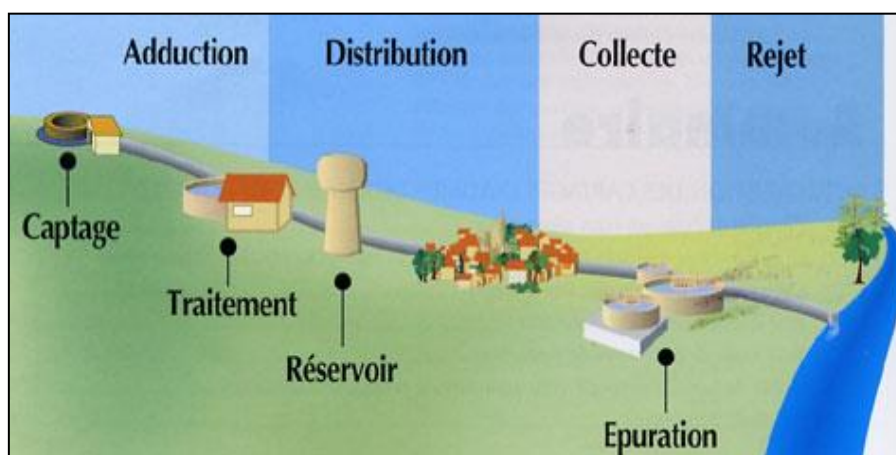 Adduction Distribution Collecte Rejet
Captage
Traitement
Réservoir
Epuration